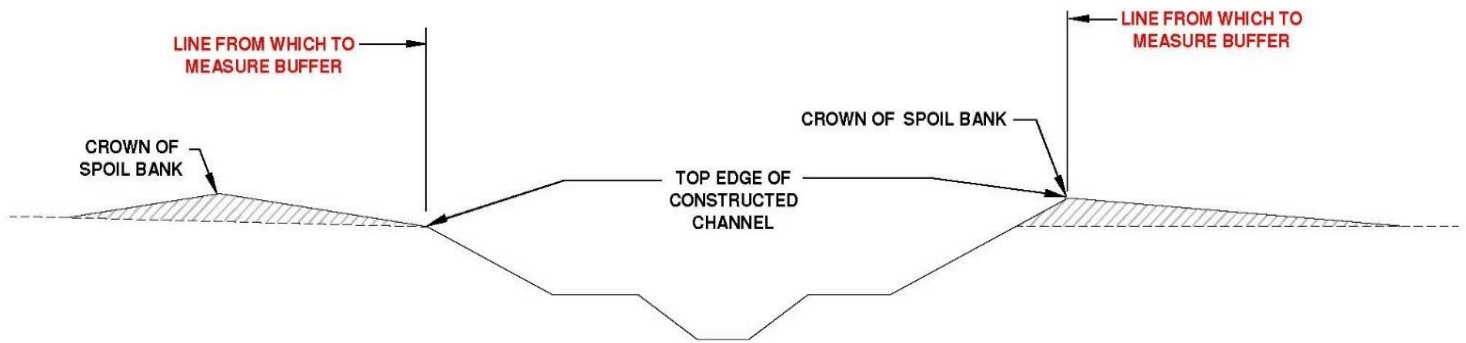 LINE FROM WHICH TO
MEASURE BUFFER
LINE FROM WHICH TO
MEASURE BUFFER
CROWN OF
SPOIL BANK
CROWN OF SPOIL BANK
TOP EDGE OF
CONSTRUCTED
CHANNEL